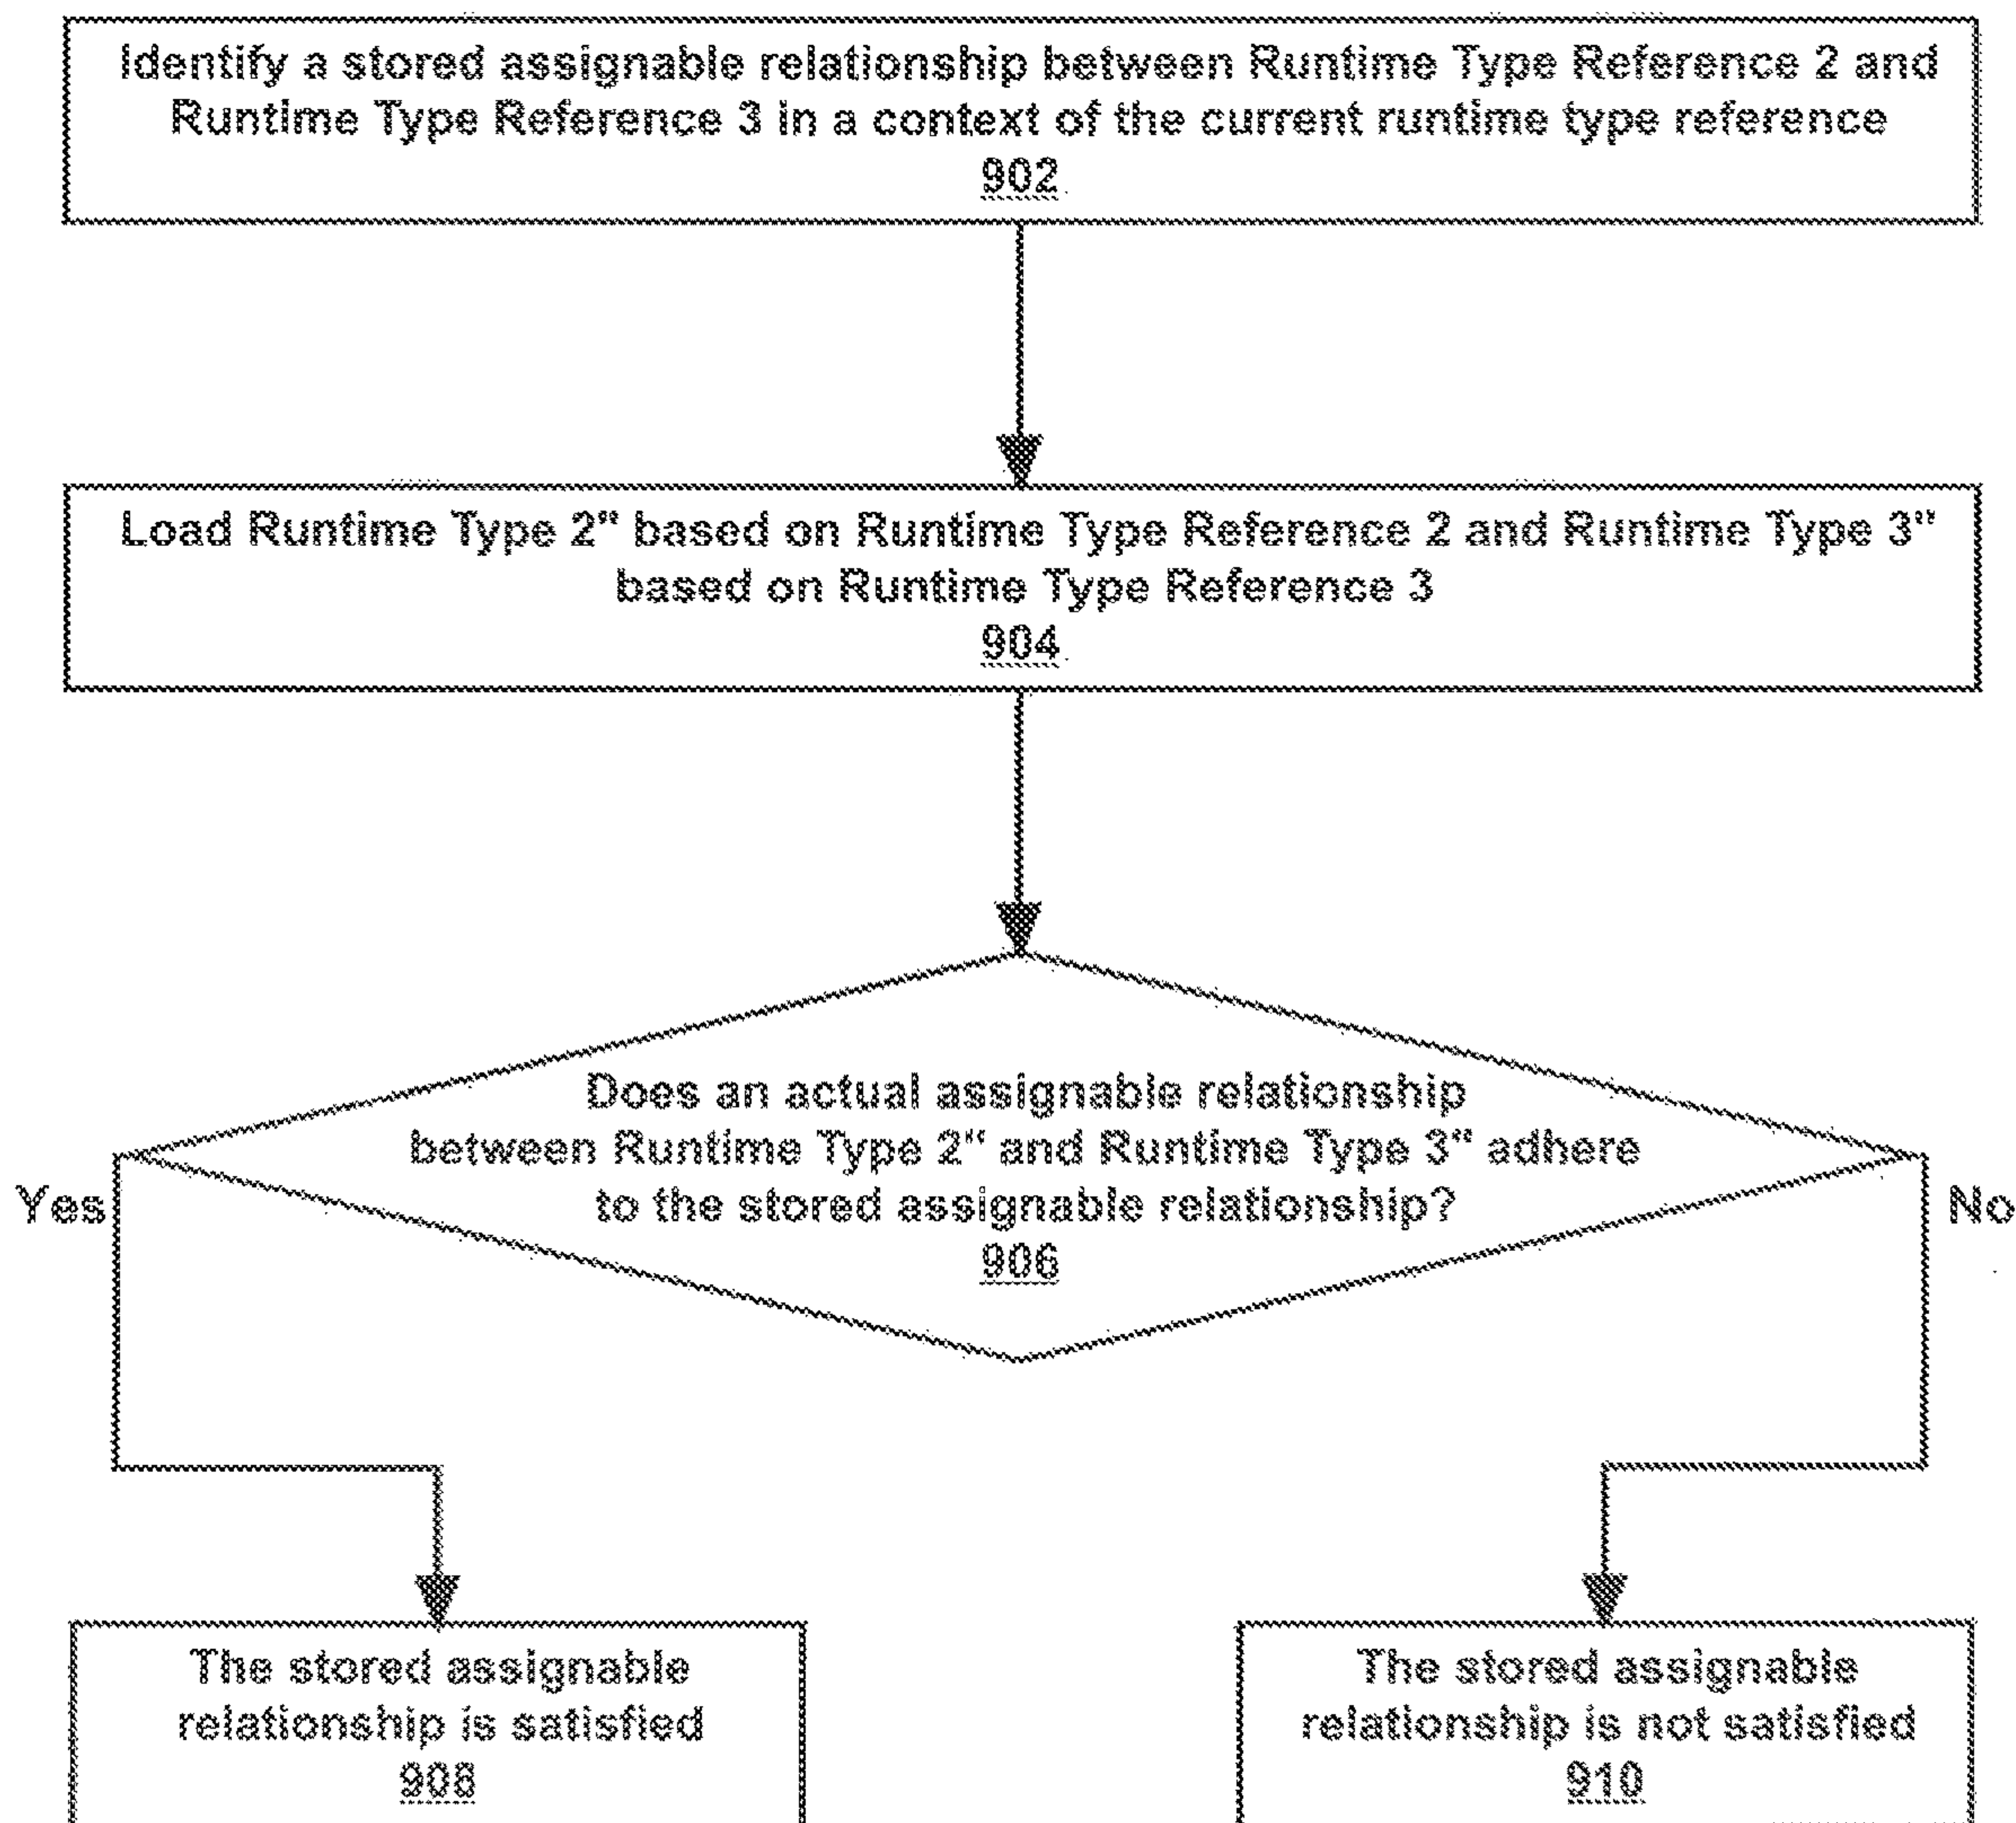 Identify a stored assignable relationship between Runtime Type Reference 2 and
Runtime Type Reference 3 in a context of the current runtime type reference
902
Load Runtime Type 2" based on Runtime Type Reference 2 and Runtime Type 3"
based on Runtime Type Reference 3
904
Does an actual assignable relationship
between Runtime Type 2" and Runtime Type 3" adhere
to the stored assignable relationship?
906
Yes
No
The stored assignable
relationship is satisfied
908
The stored assignable
relationship is not satisfied
910